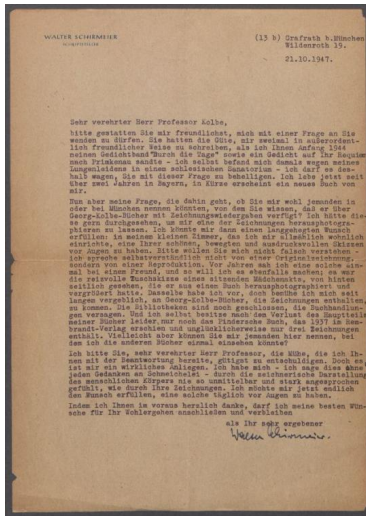 WALTER SCHIRMEIER
(13 b) Grafrath b.München
Wildenroth 19.
21.10.1947.
Sehr verehrter Herr Professor Kolbe,
bitte gestatten Sie mir freundlichst, mich mit einer Frage an Sie
wenden zu dürfen. Sie hatten die Güte, mir zweimal in außerordent-
lich freundlicher Weise zu schreiben, als ich Ihnen Anfang 1944
meinen Gedichtband "Durch die Tage" sowie ein Gedicht auf Ihr Requiem
nach Primkenau sandte - ich selbst befand mich damals wegen meines
Lungenleidens in einem schlesischen Sanatorium - ich darf es des-
halb wagen, Sie mit dieser Frage zu behelligen. Ich lebe jetzt seit
über zwei Jahren in Bayern, in Kürze erscheint ein neues Buch von
mir.
Nun aber meine Frage, die dahin geht, ob Sie mir wohl jemanden in
oder bei München nennen könnten, von dem Sie wissen, daß er über
Georg-Kolbe-Bücher mit Zeichnungswiedergaben verfügt? Ich hätte die-
se gern durchgesehen, um mir eine der Zeichnungen herausphotogra-
phieren zu lassen. Ich könnte mir dann einen langgehegten Wunsch
erfüllen: in meinem kleinen Zimmer, das ich mir allmählich wohnlich
einrichte, eine Ihrer schönen, bewegten und ausdrucksvollen Skizzen
vor Augen zu haben. Bitte wollen Sie mich nicht falsch verstehen -
ich spreche selbstverständlich nicht von einer Originalzeichnung,
sondern von einer Reproduktion. Vor Jahren sah ich eine solche ein-
mal bei einem Freund, und so will ich es ebenfalls machen: es war
die reizvolle Tuschskizze eines sitzenden Mädchenakts, von hinten
seitlich gesehen, die er aus einem Buch herausphotographiert und
vergrößert hatte. Dasselbe habe ich vor, doch bemühe ich mich seit
langem vergeblich, an Georg-Kolbe-Bücher, die Zeichnungen enthalten,
zu kommen. Die Bibliotheken sind noch geschlossen, die Buchhandlun-
gen versagen. Und ich selbst besitze nach dem Verlust des Hauptteils
meiner Bücher leider nur noch das Pindersche Buch, das 1937 im Rem-
brandt-Verlag erschien und unglücklicherweise nur drei Zeichnungen
enthält. Vielleicht aber können Sie mir jemanden hier nennen, bei
dem ich die anderen Bücher einmal einsehen könnte?
Ich bitte Sie, sehr verehrter Herr Professor, die Mühe, die ich Ih-
nen mit der Beantwortung bereite, gütigst zu entschuldigen. Doch es
ist mir ein wirkliches Anliegen. Ich habe mich - ich sage dies ohne
jeden Gedanken an Schmeichelei - durch die zeichnerische Darstellung
des menschlichen Körpers nie so unmittelbar und stark angesprochen
gefühlt, wie durch Ihre Zeichnungen. Ich möchte mir jetzt endlich
den Wunsch erfüllen, eine solche täglich vor Augen zu haben.
Indem ich Ihnen im voraus herzlich danke, darf ich meine besten Wün-
sche für Ihr Wohlergehen anschließen und verbleiben
als Ihr sehr ergebener
Walter Schirmeier.